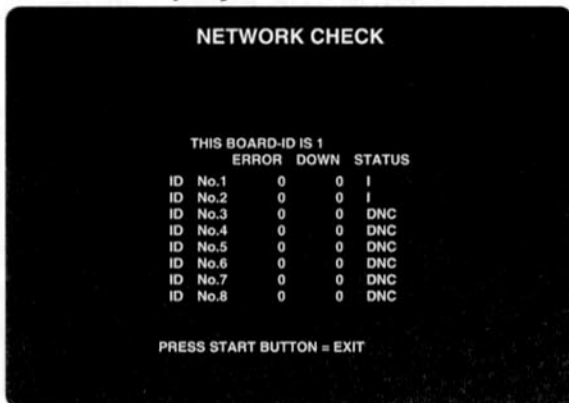 NETWORK CHECK
THIS BOARD-ID IS 1
ERROR DOWN STATUS
ID No.1 0 0 I
ID No.2 0 0 I
ID No.3 0 0 DNC
ID No.4 0 0 DNC
ID No.5 0 0 DNC
ID No.6 0 0 DNC
ID No.7 0 0 DNC
ID No.8 0 0 DNC
PRESS START BUTTON = EXIT